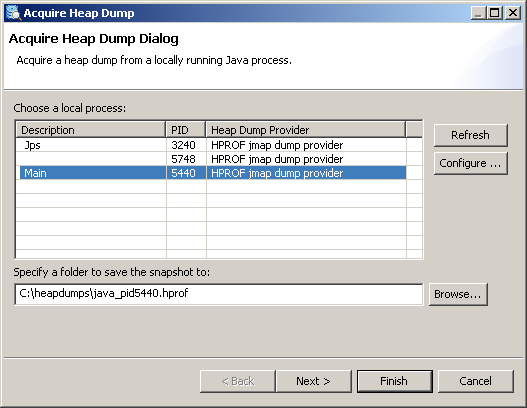 Acquire Heap Dump
Acquire Heap Dump Dialog
Acquire a heap dump from a locally running Java process.
Choose a local process:
Description PID Heap Dump Provider
Jps 3240 HPROF jmap dump provider
5748 HPROF jmap dump provider
Main 5440 HPROF jmap dump provider
Refresh
Configure ...
Specify a folder to save the snapshot to:
C:\heapdumps\java_pid5440.hprof
Browse...
< Back Next > Finish Cancel